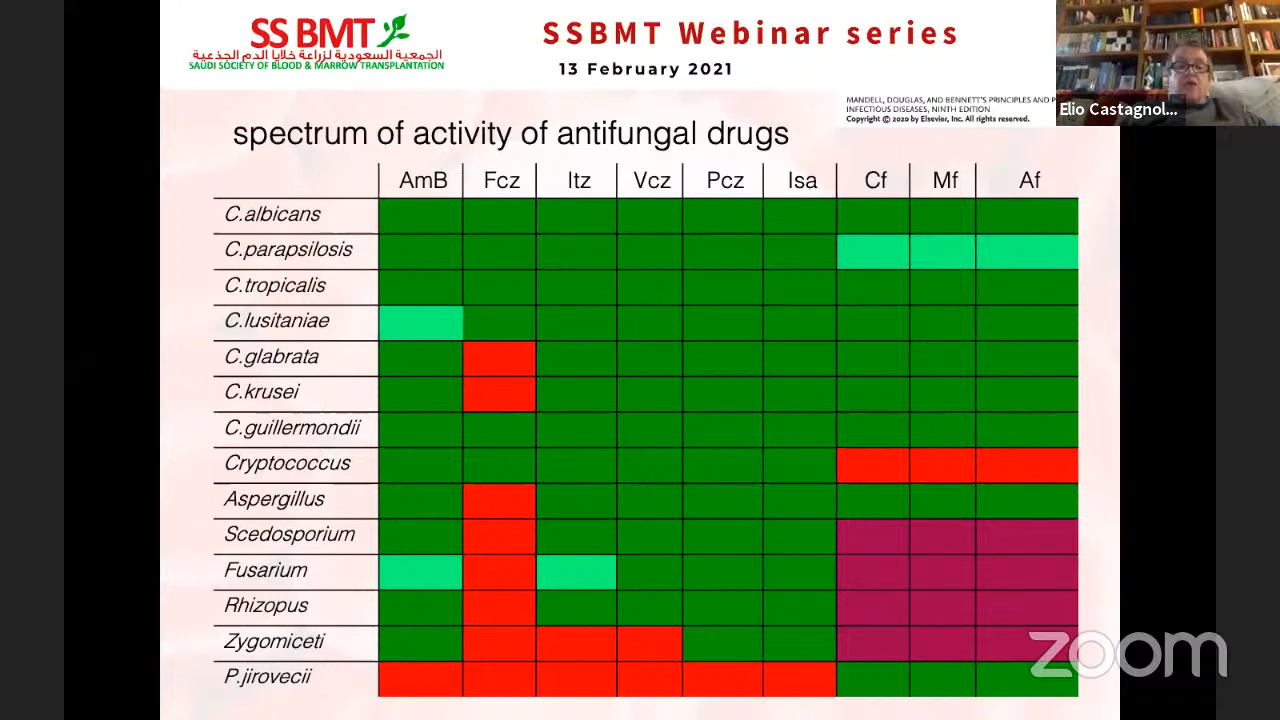 SS BMT
الجمعية السعودية لزراعة خلايا الدم الجذعية
SAUDI SOCIETY OF BLOOD & MARROW TRANSPLANTATION
SSBMT Webinar series
13 February 2021
MANDELL, DOUGLAS, AND BENNETT'S PRINCIPLES AND P
INFECTIOUS DISEASES, NINTH EDITION
Copyright © 2020 by Elsevier, Inc. All rights reserved.
Elio Castagnol...
spectrum of activity of antifungal drugs
AmB Fcz Itz Vcz Pcz Isa Cf Mf Af
C.albicans
C.parapsilosis
C.tropicalis
C.lusitaniae
C.glabrata
C.krusei
C.guillermondii
Cryptococcus
Aspergillus
Scedosporium
Fusarium
Rhizopus
Zygomiceti
P.jirovecii
zoom